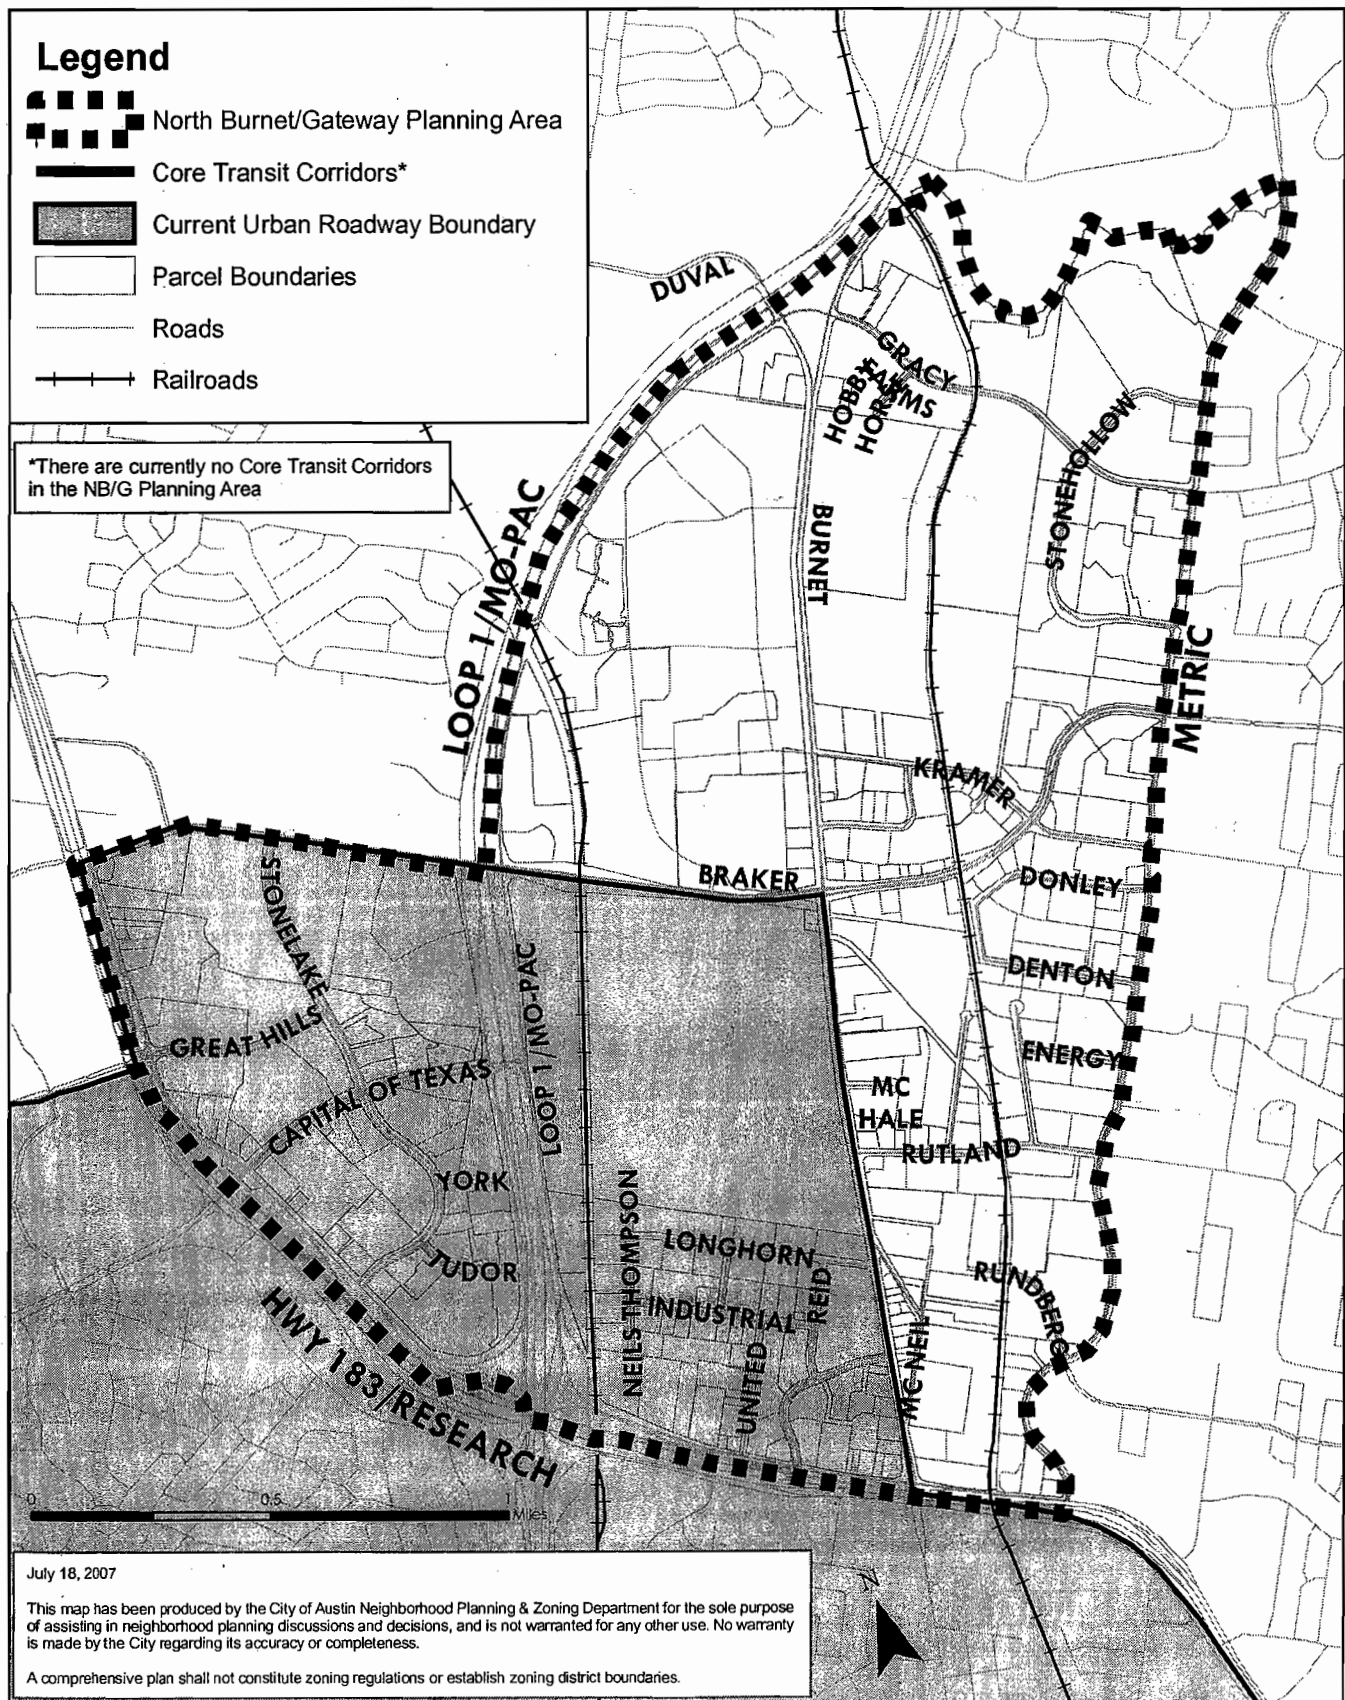 Legend
North Burnet/Gateway Planning Area
Core Transit Corridors*
Current Urban Roadway Boundary
Parcel Boundaries
Roads
Railroads
*There are currently no Core Transit Corridors
in the NB/G Planning Area
DUVAL
GRACY
FARMS
HOBBY
HORSE
STONEHOLLOW
LOOP 1/MO-PAC
BURNET
METRIC
KRAMER
BRAKER
DONLEY
STONELAKE
DENTON
LOOP 1/MO-PAC
GREAT HILLS
ENERGY
CAPITAL OF TEXAS
MC
HALE
RUTLAND
YORK
NEILS THOMPSON
LONGHORN
TUDOR
REID
RUNDBERG
INDUSTRIAL
HWY 183/RESEARCH
UNITED
MC NEIL
0 0.5 1
Miles
N
July 18, 2007
This map has been produced by the City of Austin Neighborhood Planning & Zoning Department for the sole purpose
of assisting in neighborhood planning discussions and decisions, and is not warranted for any other use. No warranty
is made by the City regarding its accuracy or completeness.
A comprehensive plan shall not constitute zoning regulations or establish zoning district boundaries.